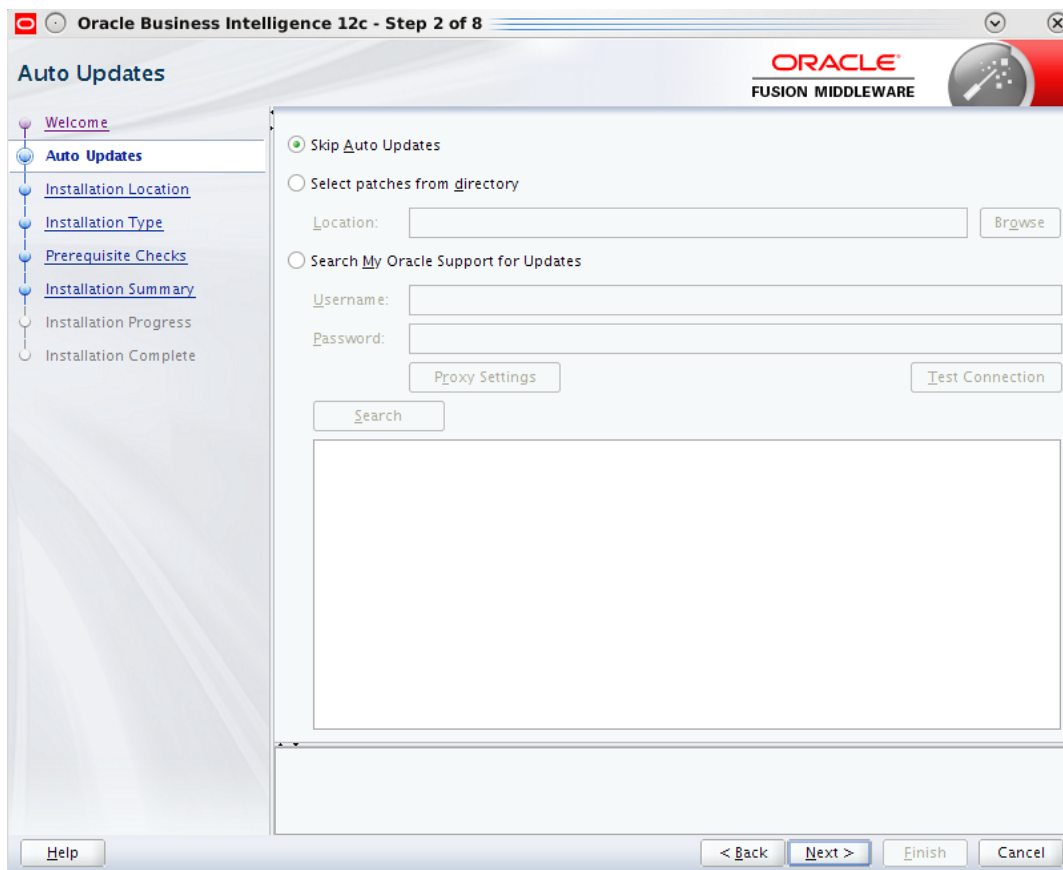 Oracle Business Intelligence 12c - Step 2 of 8
Auto Updates
ORACLE
FUSION MIDDLEWARE
Welcome
Auto Updates
Installation Location
Installation Type
Prerequisite Checks
Installation Summary
Installation Progress
Installation Complete
Skip Auto Updates
Select patches from directory
Location:
Browse
Search My Oracle Support for Updates
Username:
Password:
Proxy Settings
Test Connection
Search
Help
< Back
Next >
Finish
Cancel